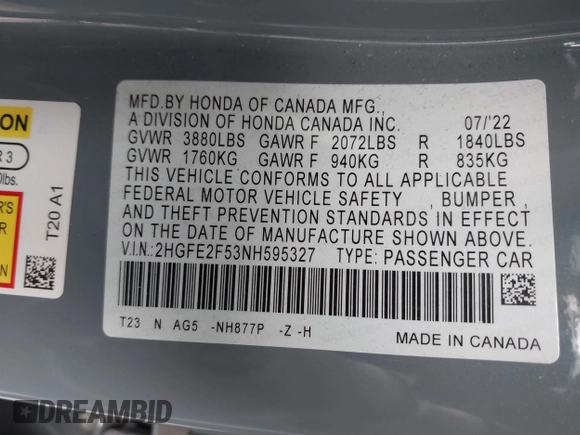 MFD.BY HONDA OF CANADA MFG.,
A DIVISION OF HONDA CANADA INC. 07/'22
GVWR 3880LBS GAWR F 2072LBS R 1840LBS
GVWR 1760KG GAWR F 940KG R 835KG
THIS VEHICLE CONFORMS TO ALL APPLICABLE
FEDERAL MOTOR VEHICLE SAFETY , BUMPER ,
AND THEFT PREVENTION STANDARDS IN EFFECT
ON THE DATE OF MANUFACTURE SHOWN ABOVE.
V.I.N.:2HGFE2F53NH595327 TYPE: PASSENGER CAR
T23 N AG5 -NH877P -Z -H
MADE IN CANADA
ON
R 3
0lbs.
R'S
R
T20 A1
DREAMBID